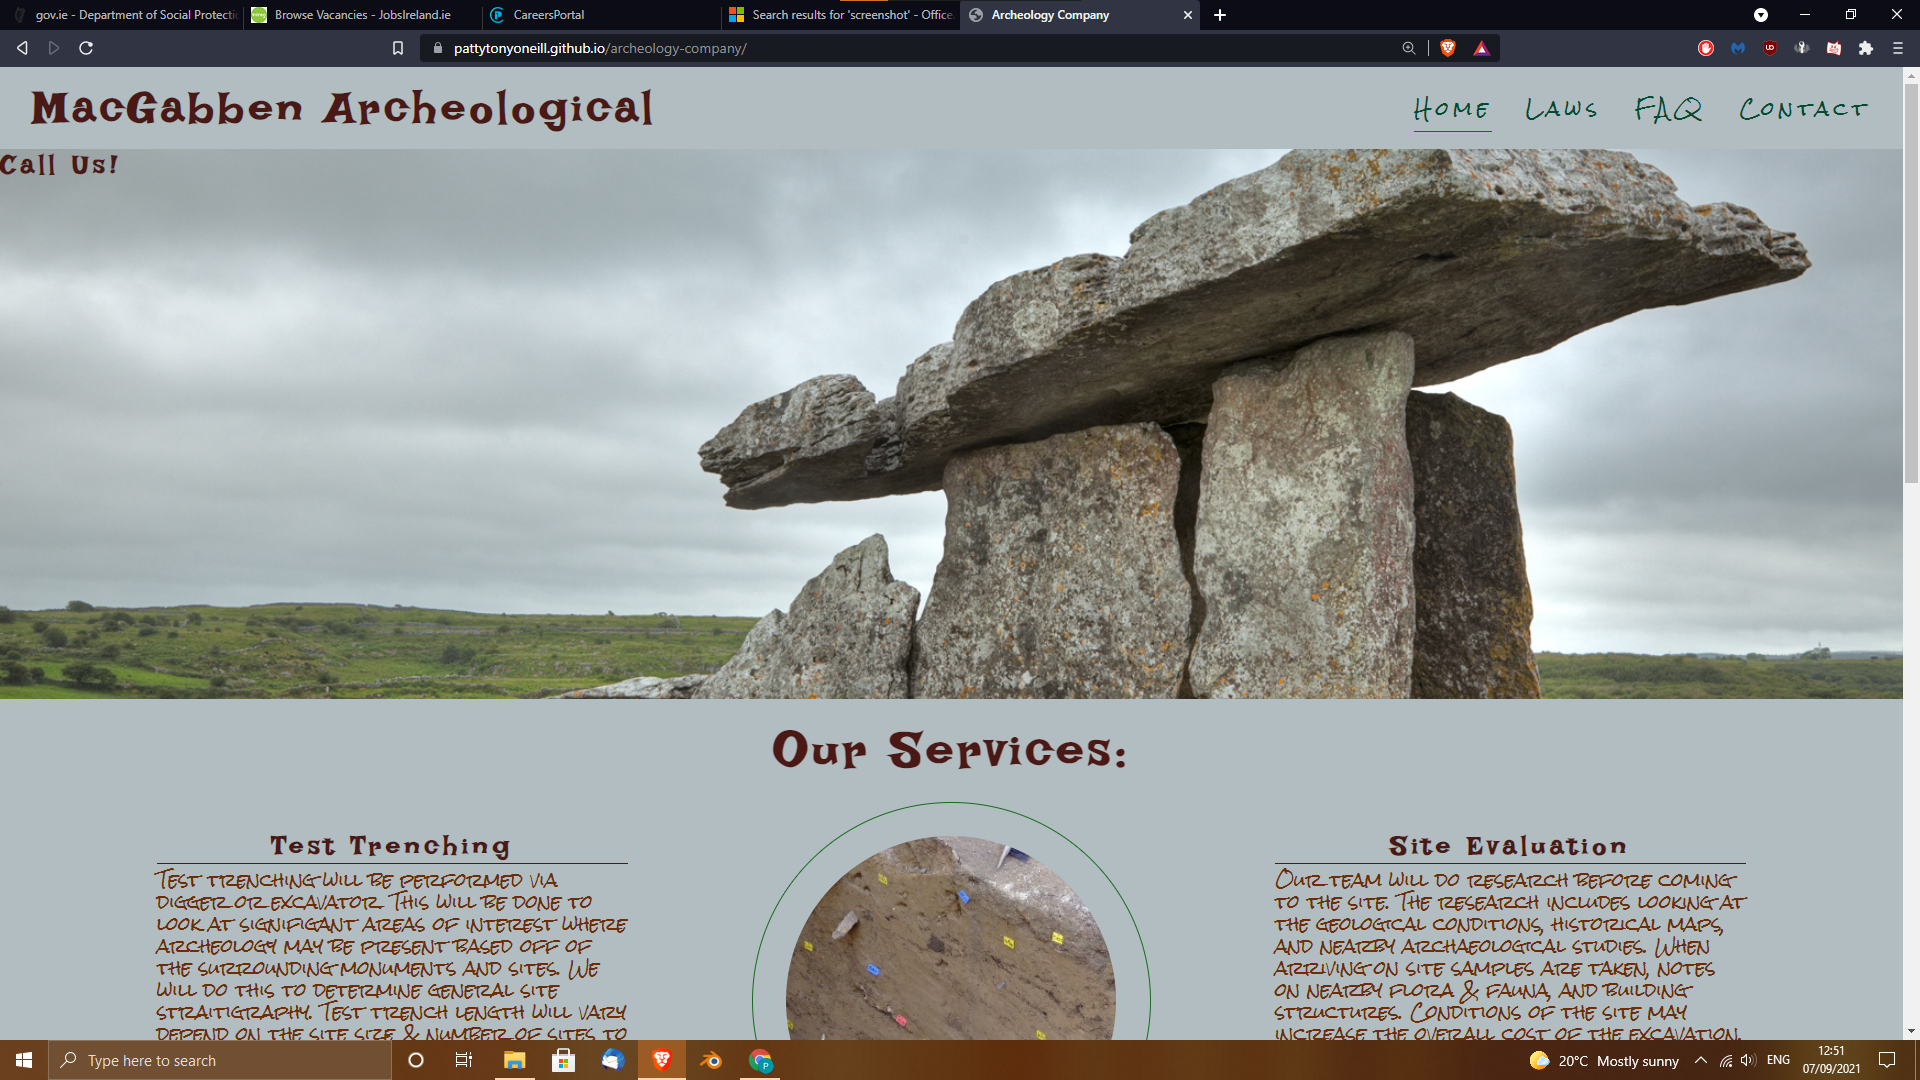 gov.ie - Department of Social Protectic
Browse Vacancies - JobsIreland.ie
CareersPortal
Search results for 'screenshot' - Office.
Archeology Company
pattytonyoneill.github.io/archeology-company/
MacGabben Archeological
Home
Laws
FAQ
Contact
Call Us!
Our Services:
Test Trenching
Test trenching will be performed via
digger or excavator. This will be done to
look at signifigant areas of interest where
archeology may be present based off of
the surrounding monuments and sites. We
will do this to determine general site
straitigraphy. Test trench length will vary
depend on the site size & number of sites to
Site Evaluation
Our team will do research before coming
to the site. The research includes looking at
the geological conditions, historical maps,
and nearby archaeological studies. When
arriving on site samples are taken, notes
on nearby flora & fauna, and building
structures. Conditions of the site may
increase the overall cost of the excavation.
Type here to search
20°C Mostly sunny
ENG
12:51
07/09/2021